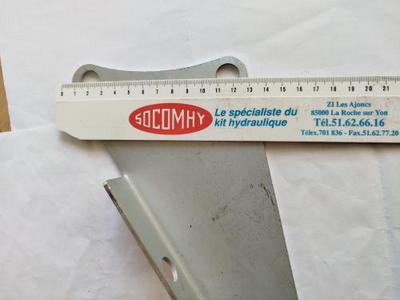 0 1 2 3 4 5 6 7 8 9 10 11 12 13 14 15 16 17 18 19 20 21
SOCOMHY
Le spécialiste du
kit hydraulique
ZI Les Ajoncs
85000 La Roche sur Yon
Tél.51.62.66.16
Télex.701 836 - Fax.51.62.77.20